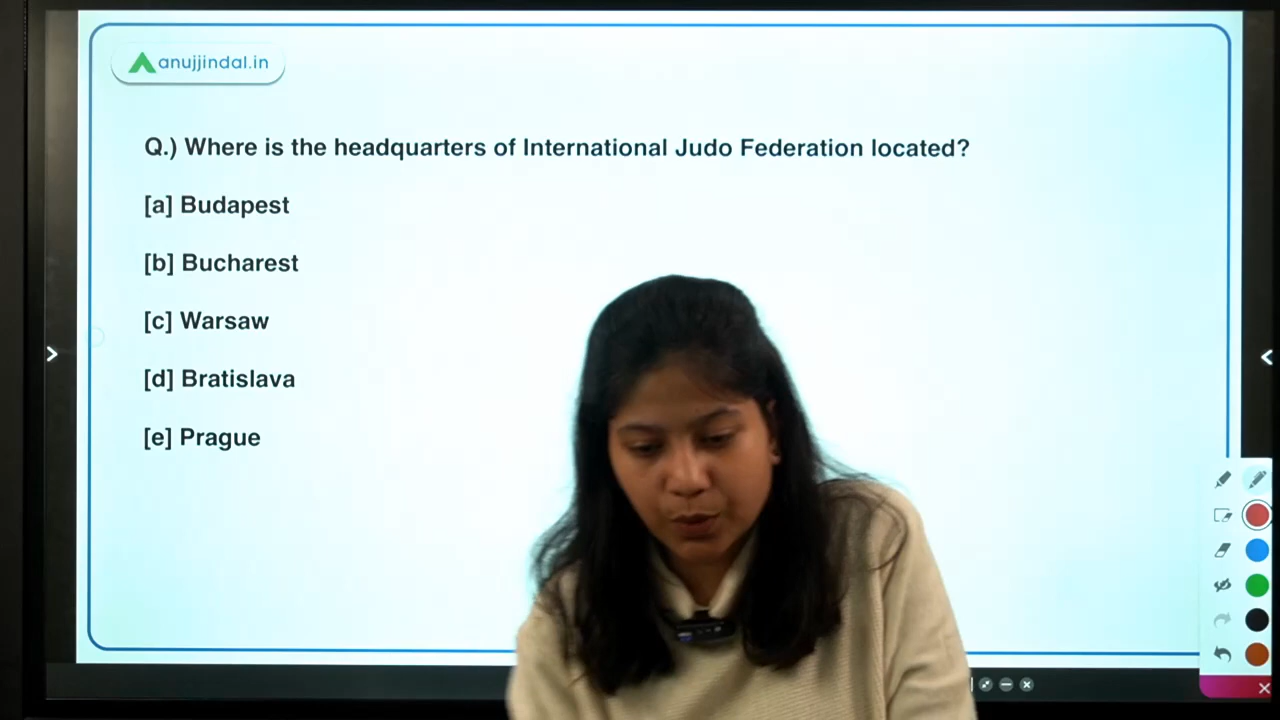 anujjindal.in
Q.) Where is the headquarters of International Judo Federation located?
[a] Budapest
[b] Bucharest
[c] Warsaw
[d] Bratislava
[e] Prague